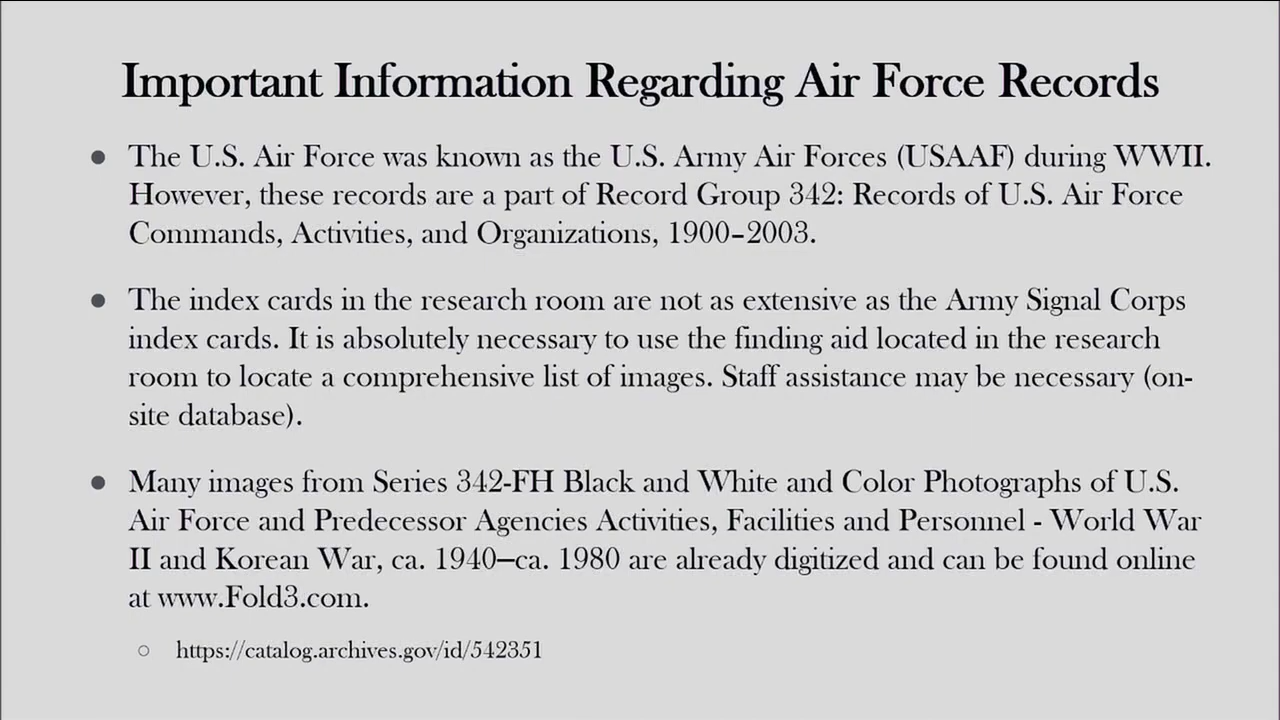 Important Information Regarding Air Force Records
● The U.S. Air Force was known as the U.S. Army Air Forces (USAAF) during WWII.
However, these records are a part of Record Group 342: Records of U.S. Air Force
Commands, Activities, and Organizations, 1900–2003.
● The index cards in the research room are not as extensive as the Army Signal Corps
index cards. It is absolutely necessary to use the finding aid located in the research
room to locate a comprehensive list of images. Staff assistance may be necessary (on-
site database).
● Many images from Series 342-FH Black and White and Color Photographs of U.S.
Air Force and Predecessor Agencies Activities, Facilities and Personnel - World War
II and Korean War, ca. 1940—ca. 1980 are already digitized and can be found online
at www.Fold3.com.
○ https://catalog.archives.gov/id/542351